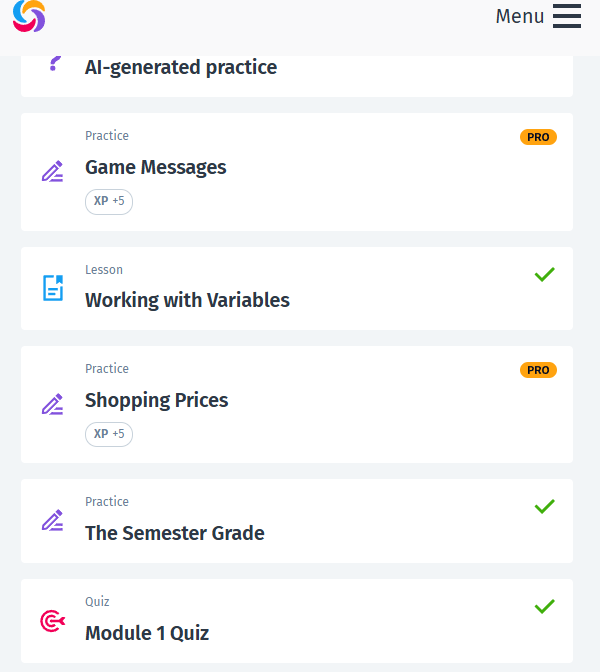 Menu
AI-generated practice
Practice
PRO
Game Messages
XP +5
Lesson
Working with Variables
Practice
PRO
Shopping Prices
XP +5
Practice
The Semester Grade
Quiz
Module 1 Quiz